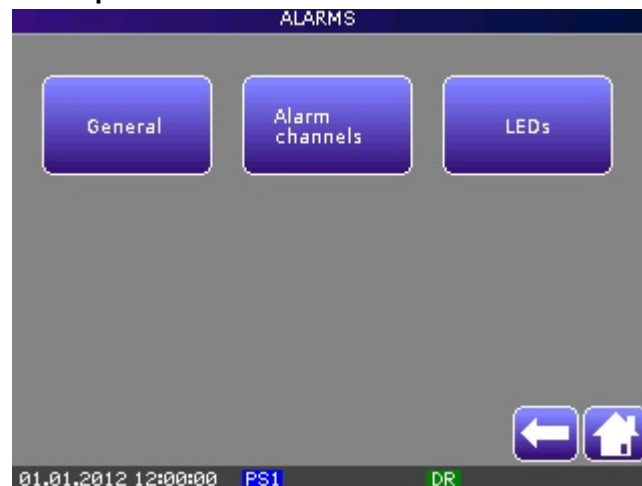 ALARMS
General
Alarm
channels
LEDs
01.01.2012 12:00:00 PS1 DR